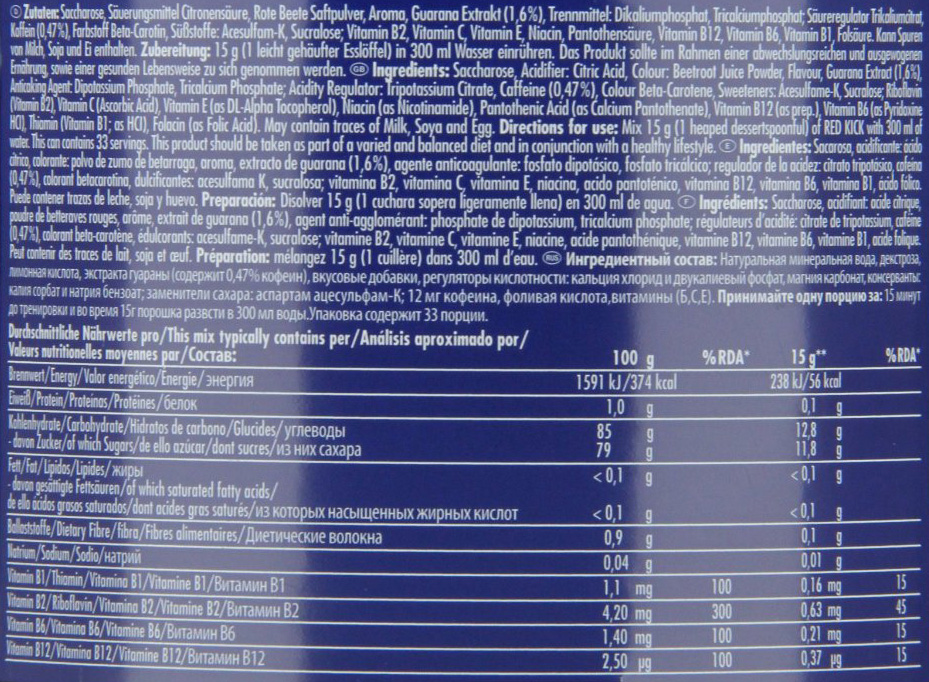 Ⓓ Zutaten: Saccharose, Säuerungsmittel Citronensäure, Rote Beete Saftpulver, Aroma, Guarana Extrakt (1,6%), Trennmittel: Dikaliumphosphat, Tricalciumphosphat; Säureregulator Trikaliumcitrat,
Koffein (0,47%), Farbstoff Beta-Carotin, Süßstoffe: Acesulfam-K, Sucralose; Vitamin B2, Vitamin C, Vitamin E, Niacin, Pantothensäure, Vitamin B12, Vitamin B6, Vitamin B1, Folsäure. Kann Spuren
von Milch, Soja und Ei enthalten. Zubereitung: 15 g (1 leicht gehäufter Esslöffel) in 300 ml Wasser einrühren. Das Produkt sollte im Rahmen einer abwechslungsreichen und ausgewogenen
Ernährung, sowie einer gesunden Lebensweise zu sich genommen werden. GB Ingredients: Saccharose, Acidifier: Citric Acid, Colour: Beetroot Juice Powder, Flavour, Guarana Extract (1,6%),
Anticaking Agent: Dipotassium Phosphate, Tricalcium Phosphate; Acidity Regulator: Tripotassium Citrate, Caffeine (0,47%), Colour Beta-Carotene, Sweeteners: Acesulfame-K, Sucralose; Riboflavin
(Vitamin B2), Vitamin C (Ascorbic Acid), Vitamin E (as DL-Alpha Tocopherol), Niacin (as Nicotinamide), Pantothenic Acid (as Calcium Pantothenate), Vitamin B12 (as prep.), Vitamin B6 (as Pyridoxine
HCl), Thiamin (Vitamin B1; as HCl), Folacin (as Folic Acid). May contain traces of Milk, Soya and Egg. Directions for use: Mix 15 g (1 heaped dessertspoonful) of RED KICK with 300 ml of
water. This can contains 33 servings. This product should be taken as part of a varied and balanced diet and in conjunction with a healthy lifestyle. Ⓔ Ingredientes: Sacarosa, acidificante: ácido
cítrico, colorante: polvo de zumo de betarraga, aroma, extracto de guarana (1,6%), agente anticoagulante: fosfato dipotásico, fosfato tricálcico; regulador de la acidez: citrato tripotásico, cafeína
(0,47%), colorant betacarotina, dulcificantes: acesulfama K, sucralosa; vitamina B2, vitamina C, vitamina E, niacina, acido pantoténico, vitamina B12, vitamina B6, vitamina B1, ácido fólico.
Puede contener trazas de leche, soja y huevo. Preparación: Disolver 15 g (1 cuchara sopera ligeramente llena) en 300 ml de agua. Ⓕ Ingrédients: Saccharose, acidifiant: acide citrique,
poudre de betteraves rouges, arôme, extrait de guarana (1,6%), agent anti-agglomérant: phosphate de dipotassium, tricalcium phosphate; régulateurs d'acidité: citrate de tripotassium, caféine
(0,47%), colorant beta-carotène, édulcorants: acesulfame-K, sucralose; vitamine B2, vitamine C, vitamine E, niacine, acide pantothénique, vitamine B12, vitamine B6, vitamine B1, acide folique.
Peut contenir des traces de lait, soja et œuf. Préparation: mélangez 15 g (1 cuillère) dans 300 ml d'eau. RUS Ингредиентный состав: Натуральная минеральная вода, декстроза,
лимонная кислота, экстракта гуараны (содержит 0,47% кофеин), вкусовые добавки, регуляторы кислотности: кальция хлорид и двукалиевый фосфат, магния карбонат, консерванты:
калия сорбат и натрия бензоат; заменители сахара: аспартам ацесульфам-К; 12 мг кофеина, фолиевая кислота, витамины (Б,С,Е). Принимайте одну порцию за: 15 минут
до тренировки и во время 15г порошка развсти в 300 мл воды. Упаковка содержит 33 порции.
Durchschnittliche Nährwerte pro/This mix typically contains per/Análisis aproximado por/
Valeurs nutritionelles moyennes par/Состав: 100 g %RDA* 15 g** %RDA*
Brennwert/Energy/Valor energético/Énergie/энергия 1591 kJ/374 kcal 238 kJ/56 kcal
Eiweiß/Protein/Proteínas/Protéines/белок 1,0 g 0,1 g
Kohlenhydrate/Carbohydrate/Hidratos de carbono/Glucides/углеводы 85 g 12,8 g
- davon Zucker/of which Sugars/de ello azúcar/dont sucres/из них сахара 79 g 11,8 g
Fett/Fat/Lípidos/Lipides/жиры <0,1 g <0,1 g
- davon gesättigte Fettsäuren/of which saturated fatty acids/
de ello ácidos grasos saturados/dont acides gras saturés/из которых насыщенных жирных кислот <0,1 g <0,1 g
Ballaststoffe/Dietary Fibre/fibra/Fibres alimentaires/Диетические волокна 0,9 g 0,1 g
Natrium/Sodium/Sodio/натрий 0,04 g 0,01 g
Vitamin B1/Thiamin/Vitamina B1/Vitamine B1/Витамин В1 1,1 mg 100 0,16 mg 15
Vitamin B2/Riboflavin/Vitamina B2/Vitamine B2/Витамин В2 4,20 mg 300 0,63 mg 45
Vitamin B6/Vitamina B6/Vitamine B6/Витамин В6 1,40 mg 100 0,21 mg 15
Vitamin B12/Vitamina B12/Vitamine B12/Витамин В12 2,50 µg 100 0,37 µg 15